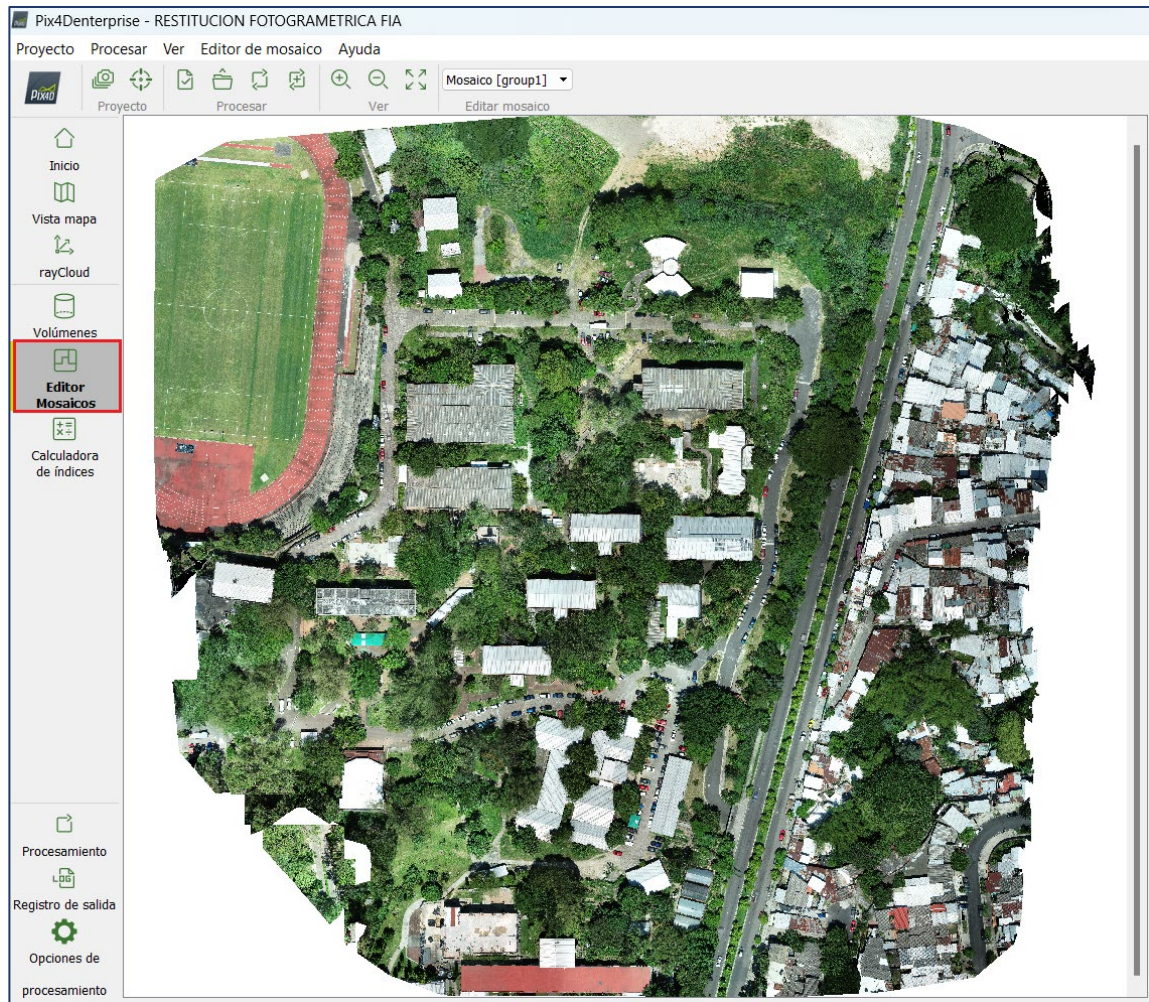 Pix4Denterprise - RESTITUCION FOTOGRAMETRICA FIA
Proyecto Procesar Ver Editor de mosaico Ayuda
PIX4D
Mosaico [group1]
Proyecto Procesar Ver Editar mosaico
Inicio
Vista mapa
rayCloud
Volúmenes
Editor
Mosaicos
Calculadora
de índices
Procesamiento
LOG
Registro de salida
Opciones de
procesamiento